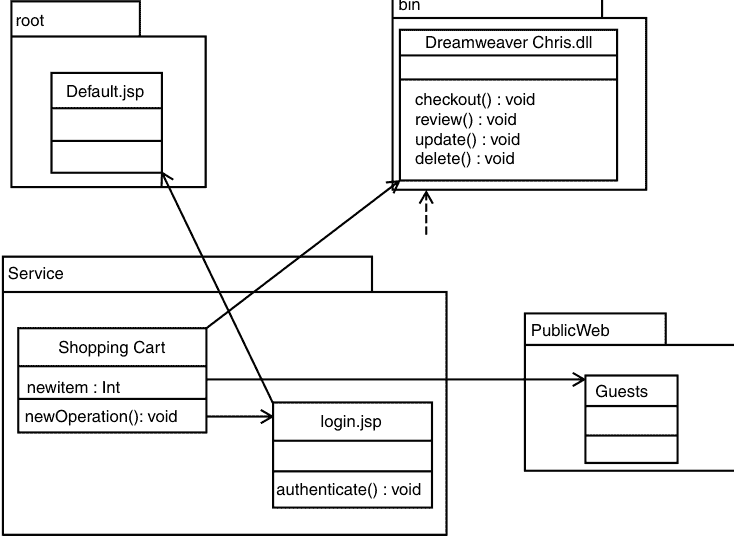 root
Default.jsp
bin
Dreamweaver Chris.dll
checkout() : void
review() : void
update() : void
delete() : void
Service
Shopping Cart
newitem : Int
newOperation(): void
login.jsp
authenticate() : void
PublicWeb
Guests